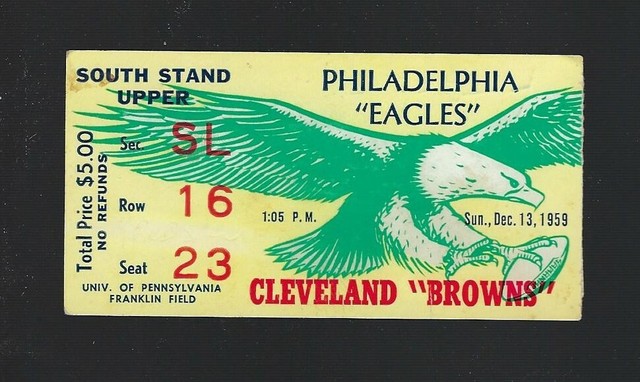 SOUTH STAND
UPPER
PHILADELPHIA
"EAGLES"
Total Price $5.00
NO REFUNDS
Sec. SL
Row 16
Seat 23
1:05 P. M.
Sun., Dec. 13, 1959
UNIV. OF PENNSYLVANIA
FRANKLIN FIELD
CLEVELAND "BROWNS"